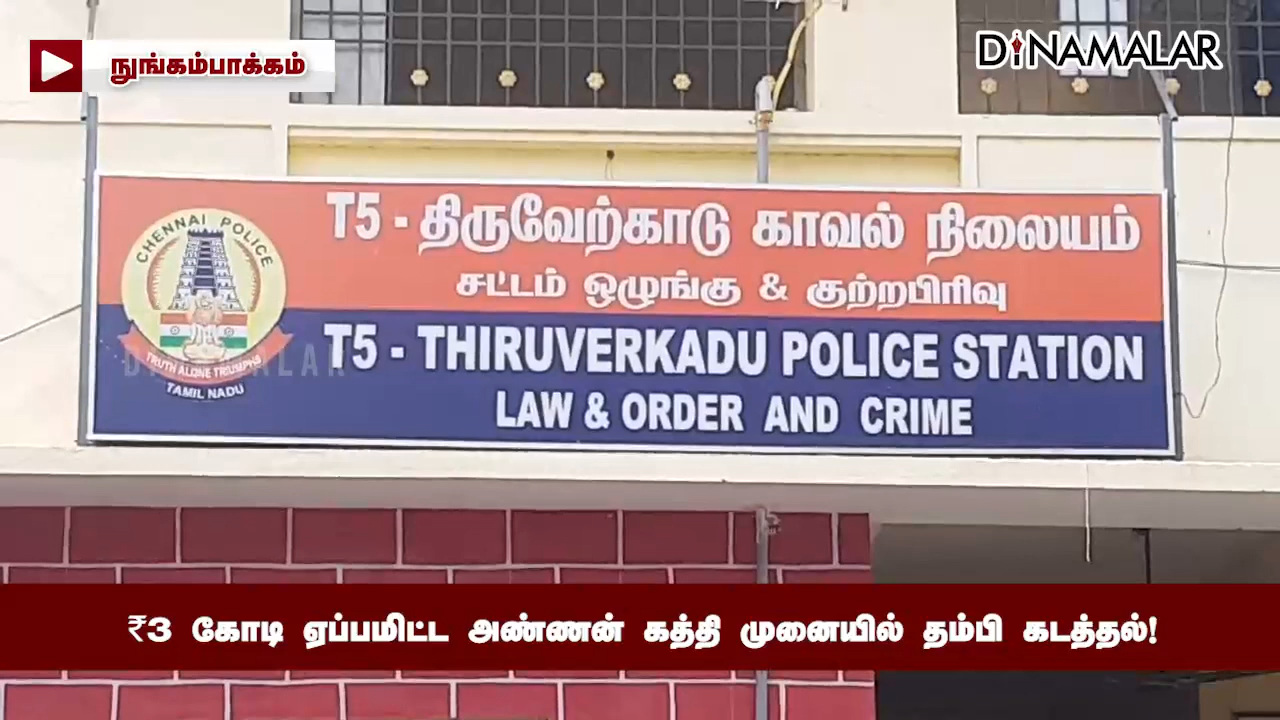 நுங்கம்பாக்கம்
DINAMALAR
T5 - திருவேற்காடு காவல் நிலையம்
சட்டம் ஒழுங்கு & குற்றபிரிவு
T5 - THIRUVERKADU POLICE STATION
LAW & ORDER AND CRIME
CHENNAI POLICE
TRUTH ALONE TRIUMPHS
TAMIL NADU
DINAMALAR
₹3 கோடி ஏப்பமிட்ட அண்ணன் கத்தி முனையில் தம்பி கடத்தல்!